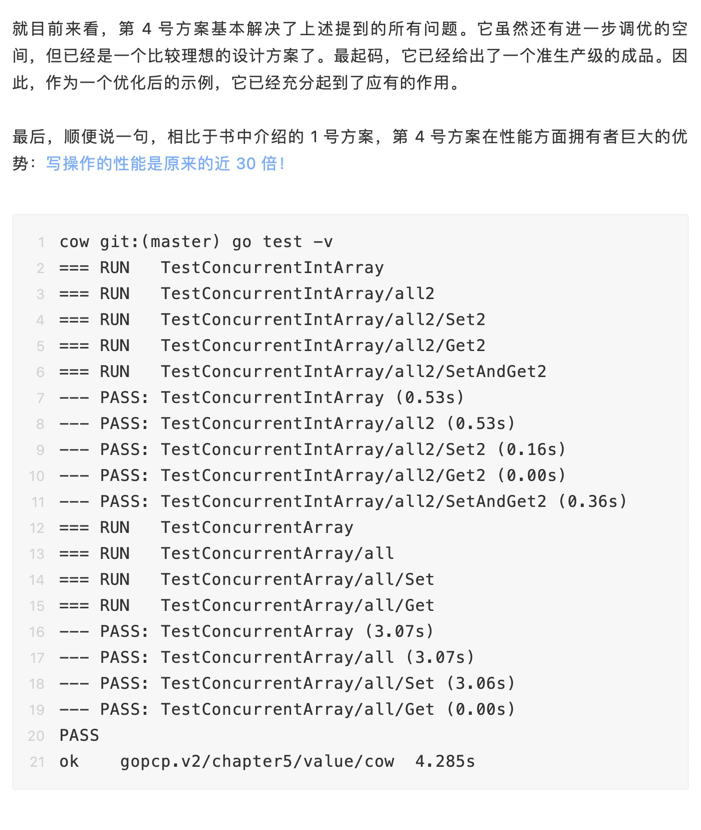 就目前来看，第 4 号方案基本解决了上述提到的所有问题。它虽然还有进一步调优的空
间，但已经是一个比较理想的设计方案了。最起码，它已经给出了一个准生产级的成品。因
此，作为一个优化后的示例，它已经充分起到了应有的作用。
最后，顺便说一句，相比于书中介绍的 1 号方案，第 4 号方案在性能方面拥有者巨大的优
势：写操作的性能是原来的近 30 倍！
1 cow git:(master) go test -v
2 === RUN   TestConcurrentIntArray
3 === RUN   TestConcurrentIntArray/all2
4 === RUN   TestConcurrentIntArray/all2/Set2
5 === RUN   TestConcurrentIntArray/all2/Get2
6 === RUN   TestConcurrentIntArray/all2/SetAndGet2
7 --- PASS: TestConcurrentIntArray (0.53s)
8 --- PASS: TestConcurrentIntArray/all2 (0.53s)
9 --- PASS: TestConcurrentIntArray/all2/Set2 (0.16s)
10 --- PASS: TestConcurrentIntArray/all2/Get2 (0.00s)
11 --- PASS: TestConcurrentIntArray/all2/SetAndGet2 (0.36s)
12 === RUN   TestConcurrentArray
13 === RUN   TestConcurrentArray/all
14 === RUN   TestConcurrentArray/all/Set
15 === RUN   TestConcurrentArray/all/Get
16 --- PASS: TestConcurrentArray (3.07s)
17 --- PASS: TestConcurrentArray/all (3.07s)
18 --- PASS: TestConcurrentArray/all/Set (3.06s)
19 --- PASS: TestConcurrentArray/all/Get (0.00s)
20 PASS
21 ok    gopcp.v2/chapter5/value/cow  4.285s